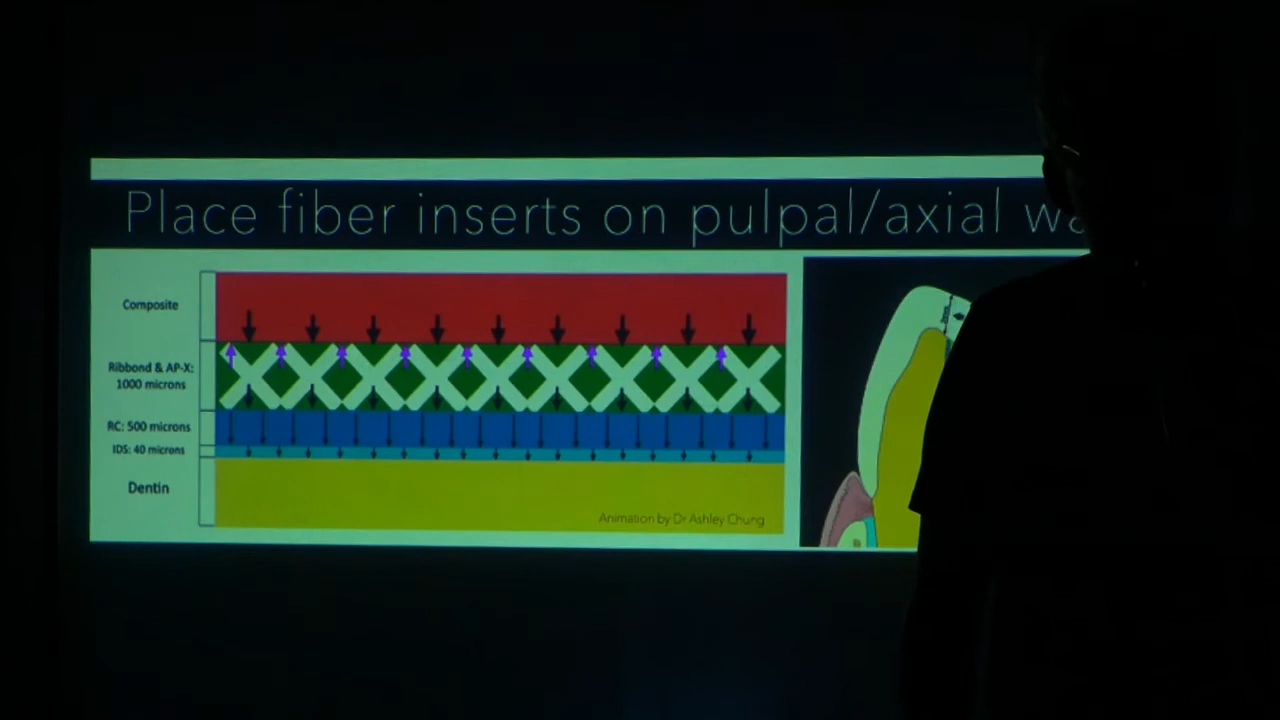 Place fiber inserts on pulpal/axial
Composite
Ribbond & AP-X:
1000 microns
RC: 500 microns
IDS: 40 microns
Dentin
Animation by Dr Ashley Chung